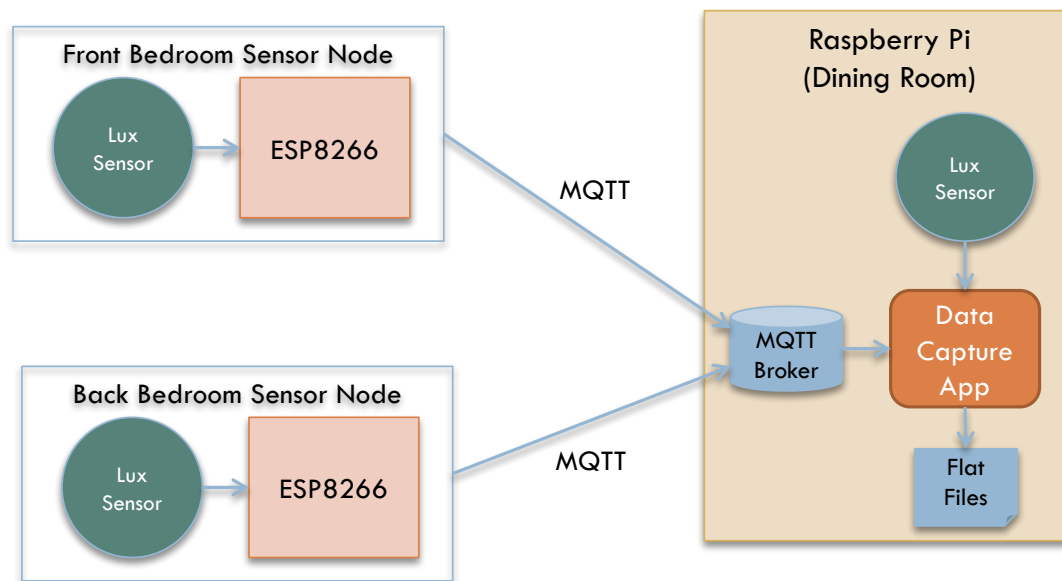 Front Bedroom Sensor Node
Lux
Sensor
ESP8266
MQTT
Back Bedroom Sensor Node
Lux
Sensor
ESP8266
MQTT
Raspberry Pi
(Dining Room)
Lux
Sensor
MQTT
Broker
Data
Capture
App
Flat
Files